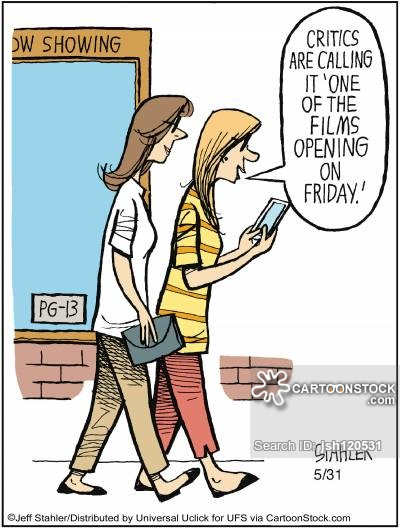 OW SHOWING
CRITICS
ARE CALLING
IT 'ONE
OF THE
FILMS
OPENING
ON
FRIDAY.'
PG-13
CARTOONSTOCK
.com
Search ID: jsh120531
STAHLER
5/31
©Jeff Stahler/Distributed by Universal Uclick for UFS via CartoonStock.com